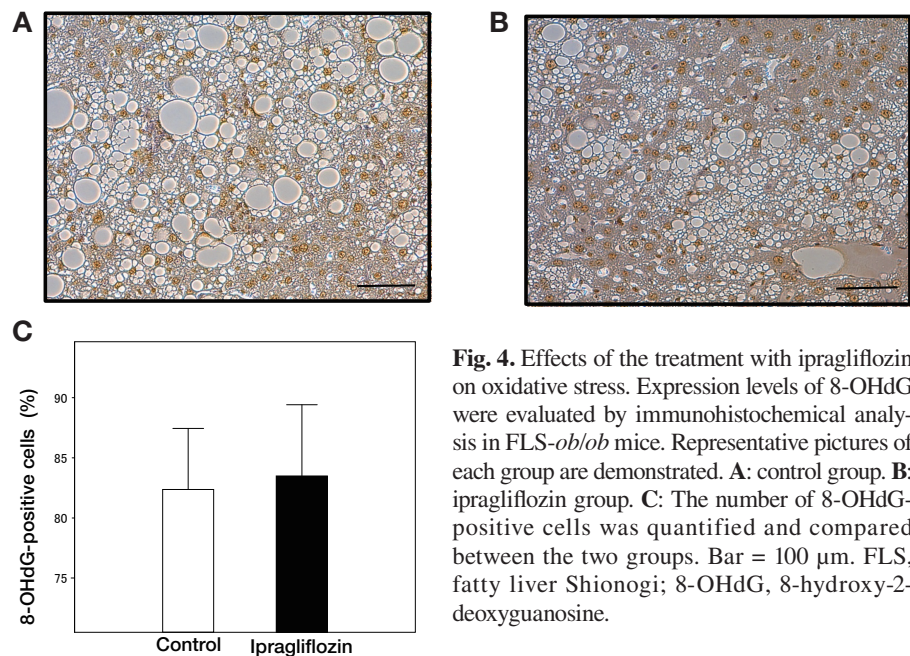 A
B
C
8-OHdG-positive cells (%)
90
85
80
75
Control
Ipragliflozin
Fig. 4. Effects of the treatment with ipragliflozin
on oxidative stress. Expression levels of 8-OHdG
were evaluated by immunohistochemical analy-
sis in FLS-ob/ob mice. Representative pictures of
each group are demonstrated. A: control group. B:
ipragliflozin group. C: The number of 8-OHdG-
positive cells was quantified and compared
between the two groups. Bar = 100 µm. FLS,
fatty liver Shionogi; 8-OHdG, 8-hydroxy-2-
deoxyguanosine.